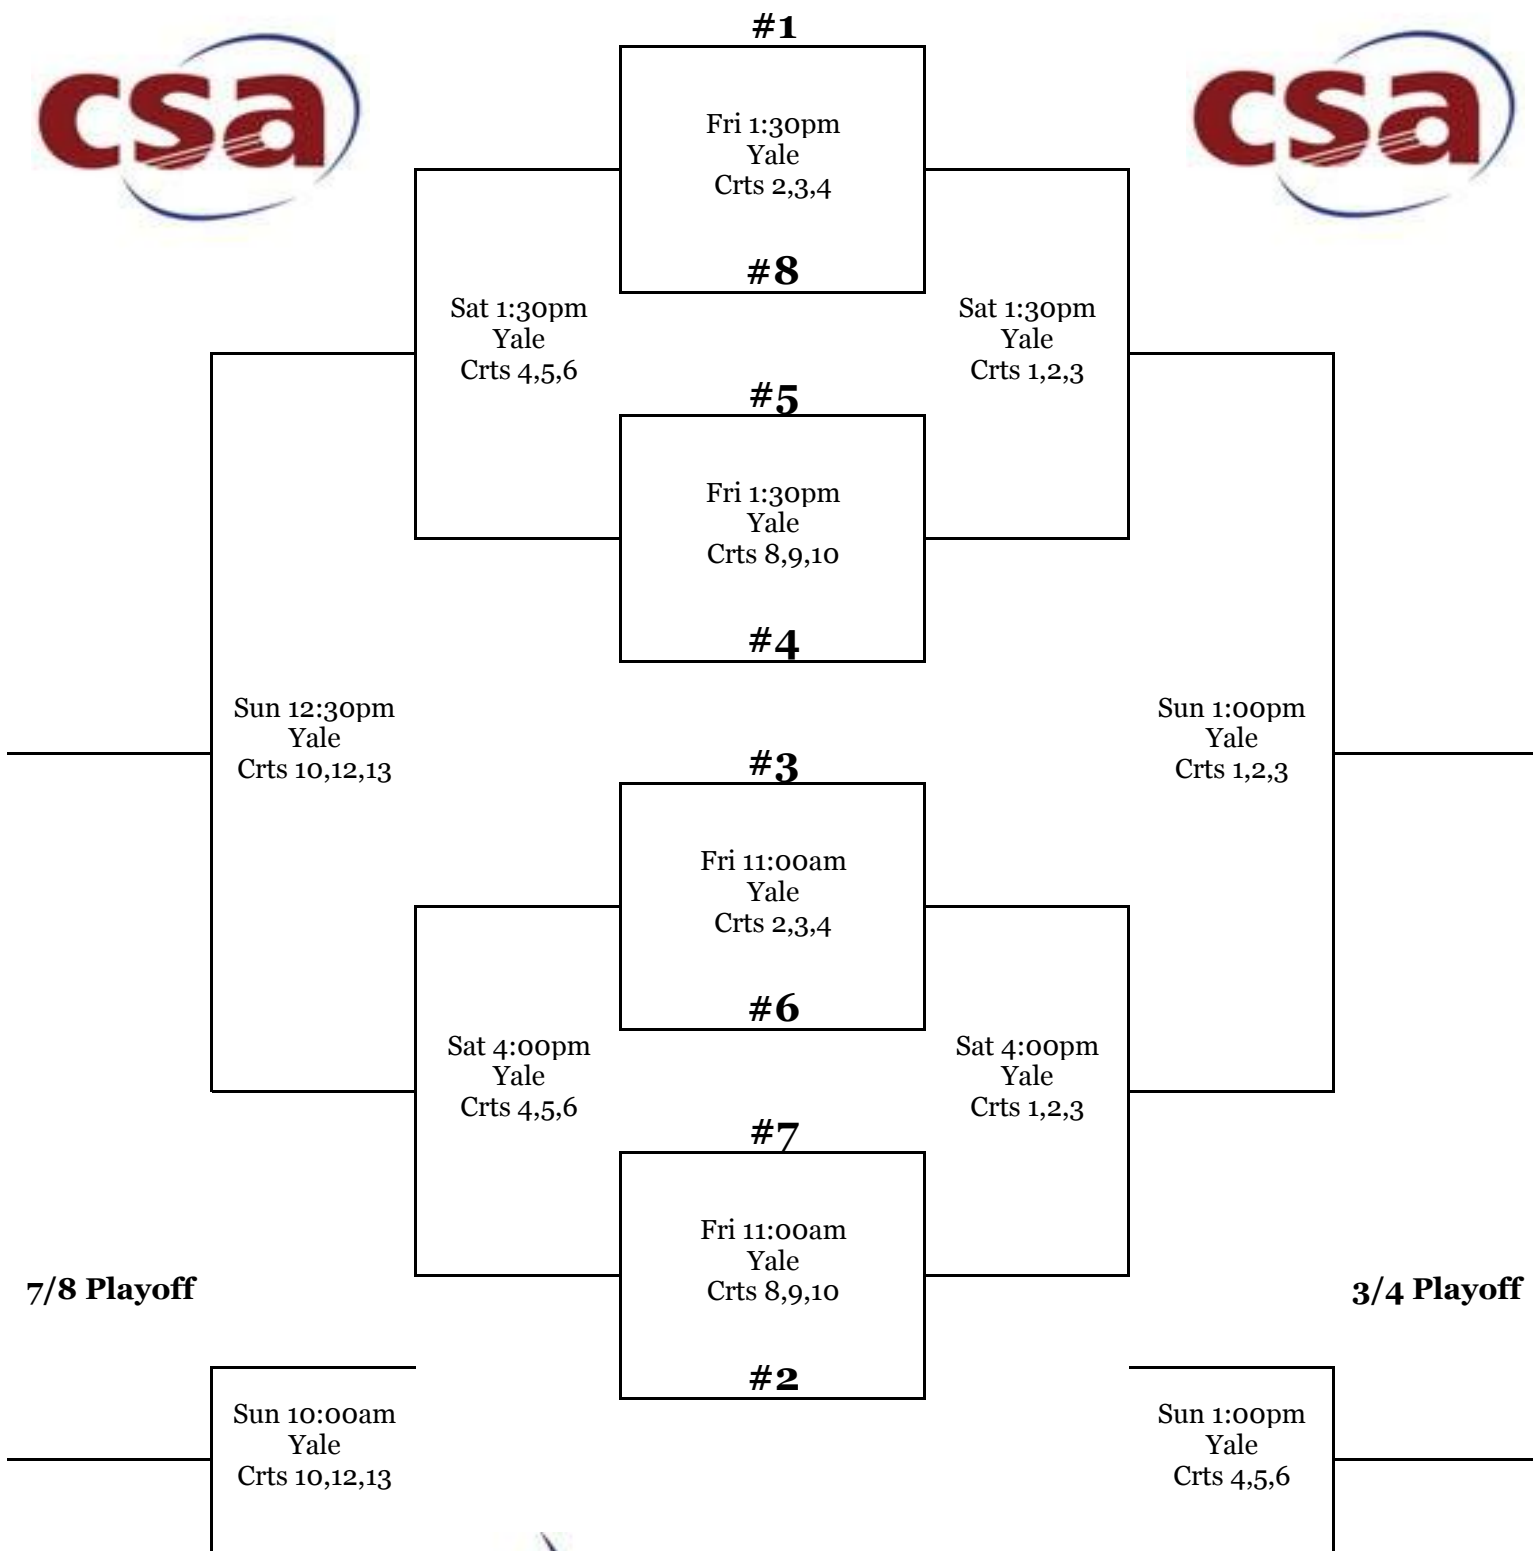 #1
csa
csa
Fri 1:30pm
Yale
Crts 2,3,4
#8
Sat 1:30pm
Yale
Crts 4,5,6
Sat 1:30pm
Yale
Crts 1,2,3
#5
Fri 1:30pm
Yale
Crts 8,9,10
#4
Sun 12:30pm
Yale
Crts 10,12,13
Sun 1:00pm
Yale
Crts 1,2,3
#3
Fri 11:00am
Yale
Crts 2,3,4
#6
Sat 4:00pm
Yale
Crts 4,5,6
Sat 4:00pm
Yale
Crts 1,2,3
#7
Fri 11:00am
Yale
Crts 8,9,10
7/8 Playoff
3/4 Playoff
#2
Sun 10:00am
Yale
Crts 10,12,13
Sun 1:00pm
Yale
Crts 4,5,6